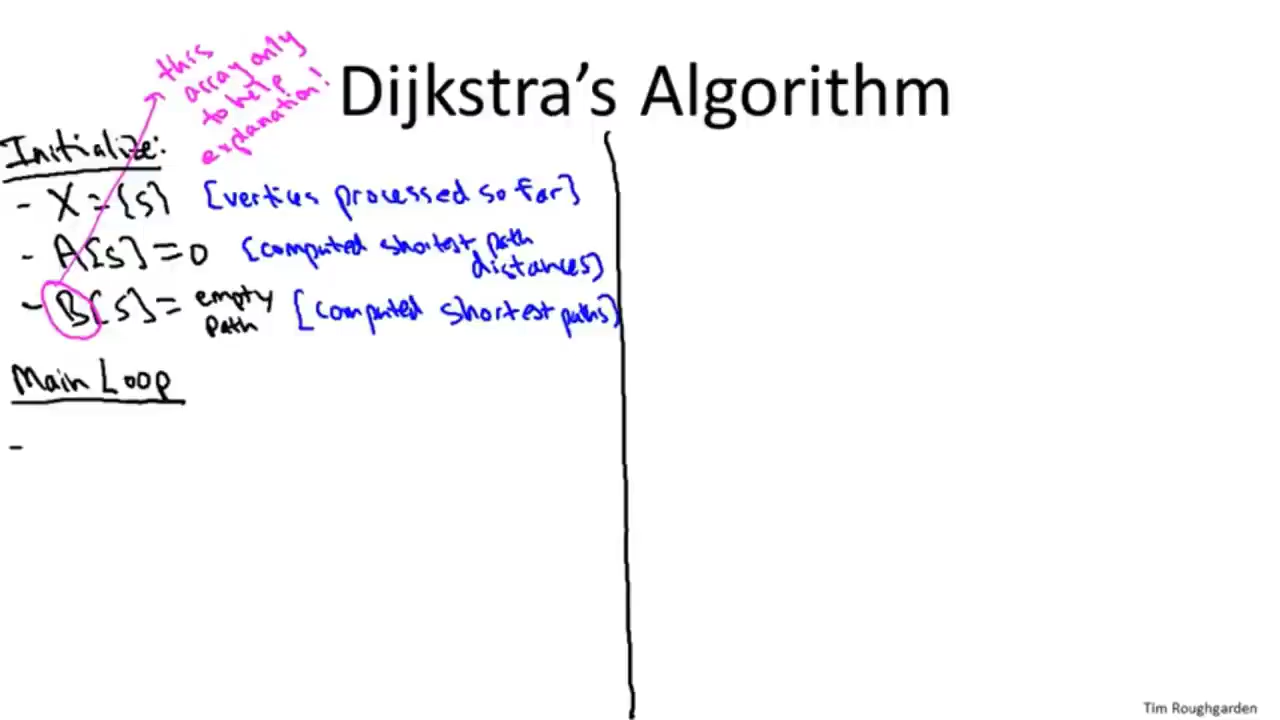 this
array only
to help
explanation!
Dijkstra's Algorithm
Initialize:
- X = {s} [vertices processed so far]
- A[s] = 0 [computed shortest path
distances]
- B[s] = empty
path [computed shortest paths]
Main Loop
-
Tim Roughgarden